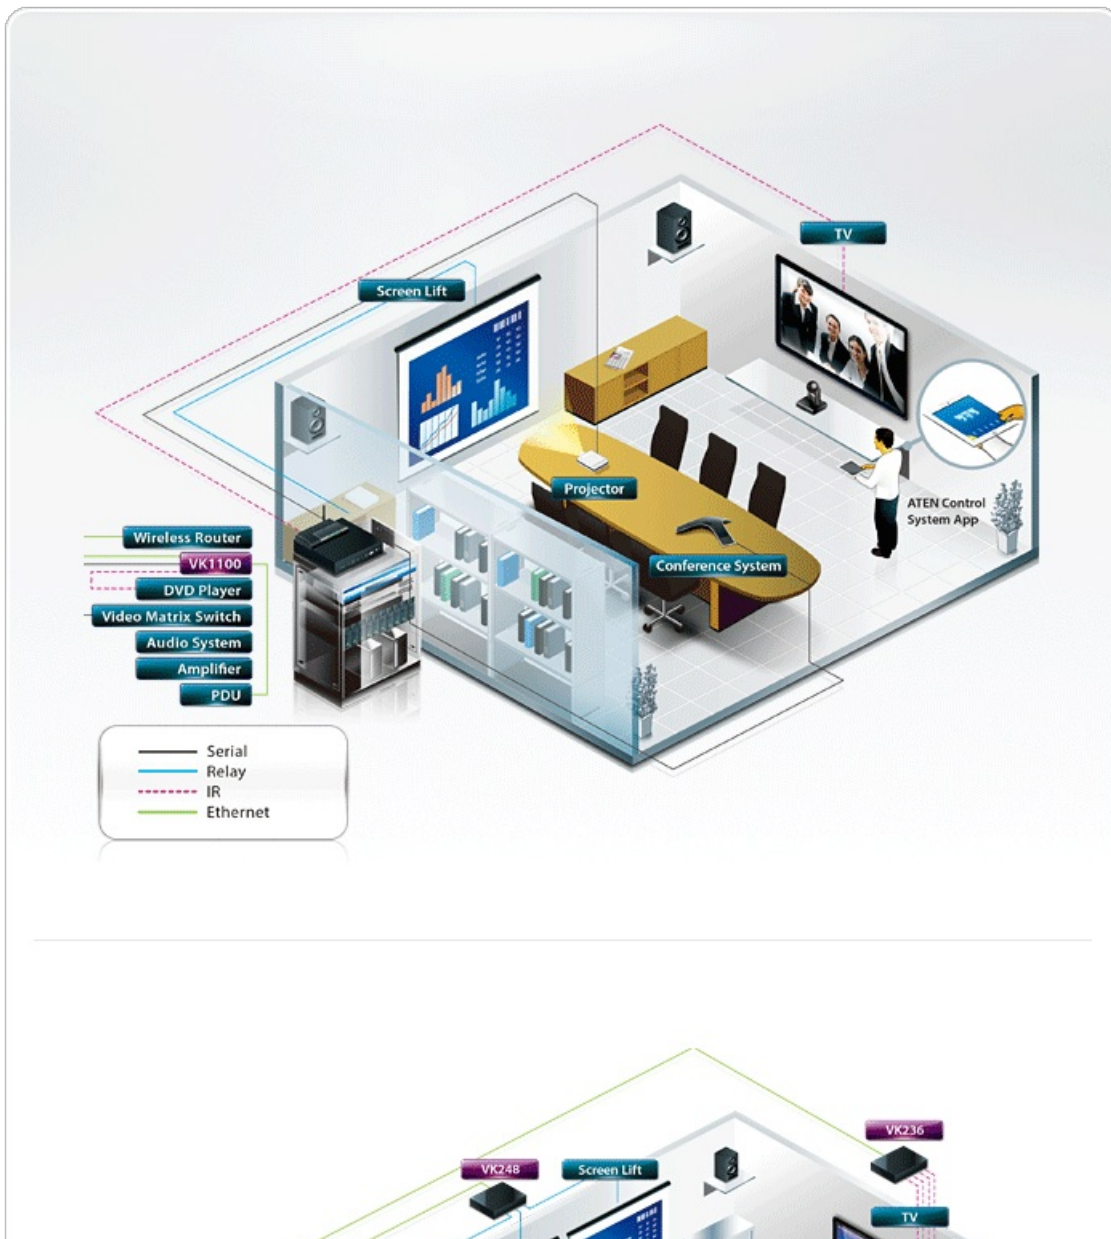 TV
Screen Lift
Projector
ATEN Control
System App
Conference System
Wireless Router
VK1100
DVD Player
Video Matrix Switch
Audio System
Amplifier
PDU
Serial
Relay
IR
Ethernet
VK236
VK248
Screen Lift
TV